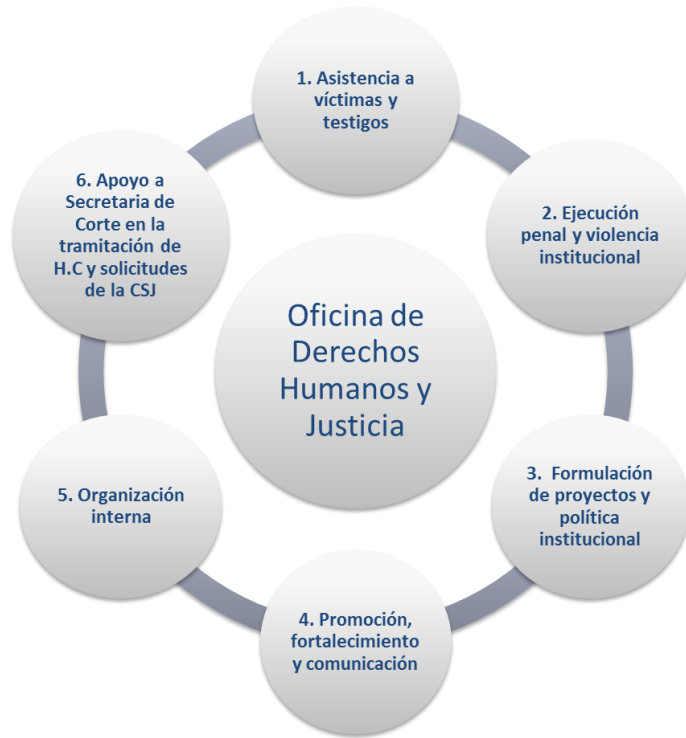 1. Asistencia a
víctimas y
testigos
2. Ejecución
penal y violencia
institucional
3. Formulación
de proyectos y
política
institucional
4. Promoción,
fortalecimiento
y comunicación
5. Organización
interna
6. Apoyo a
Secretaria de
Corte en la
tramitación de
H.C y solicitudes
de la CSJ
Oficina de
Derechos
Humanos y
Justicia